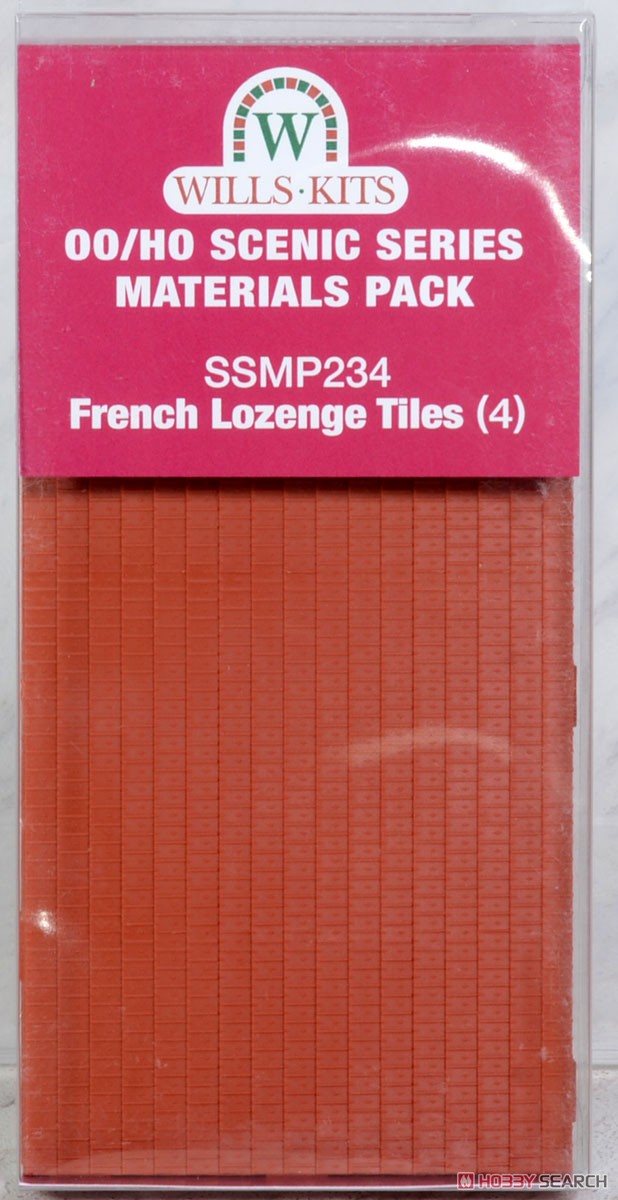 W
WILLS·KITS
OO/HO SCENIC SERIES
MATERIALS PACK
SSMP234
French Lozenge Tiles (4)
HOBBY SEARCH